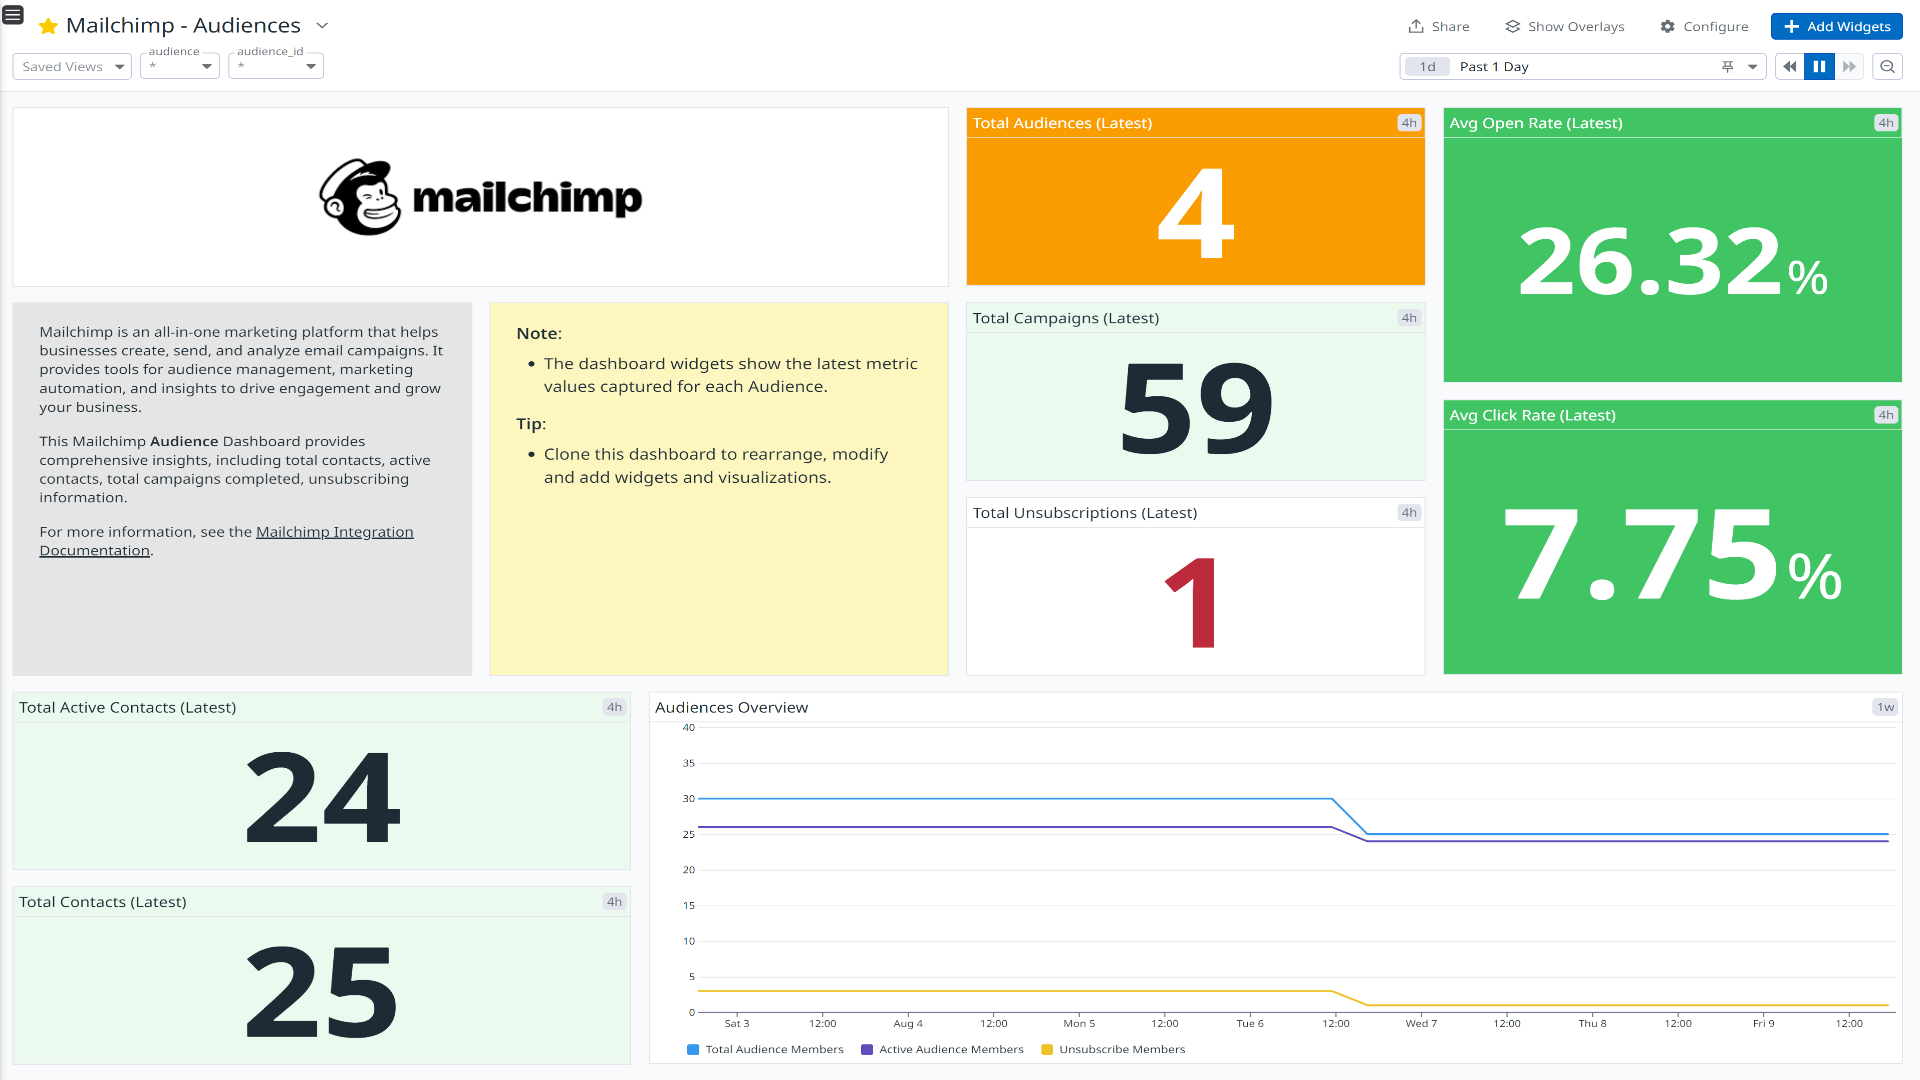 Mailchimp - Audiences
Share
Show Overlays
Configure
Add Widgets
Saved Views
audience
*
audience_id
*
1d
Past 1 Day
mailchimp
Total Audiences (Latest)
4h
4
Avg Open Rate (Latest)
4h
26.32%
Mailchimp is an all-in-one marketing platform that helps
businesses create, send, and analyze email campaigns. It
provides tools for audience management, marketing
automation, and insights to drive engagement and grow
your business.
This Mailchimp Audience Dashboard provides
comprehensive insights, including total contacts, active
contacts, total campaigns completed, unsubscribing
information.
For more information, see the Mailchimp Integration
Documentation.
Note:
• The dashboard widgets show the latest metric
values captured for each Audience.
Tip:
• Clone this dashboard to rearrange, modify
and add widgets and visualizations.
Total Campaigns (Latest)
4h
59
Avg Click Rate (Latest)
4h
7.75%
Total Unsubscriptions (Latest)
4h
1
Total Active Contacts (Latest)
4h
24
Total Contacts (Latest)
4h
25
Audiences Overview
1w
40
35
30
25
20
15
10
5
0
Sat 3
12:00
Aug 4
12:00
Mon 5
12:00
Tue 6
12:00
Wed 7
12:00
Thu 8
12:00
Fri 9
12:00
Total Audience Members
Active Audience Members
Unsubscribe Members